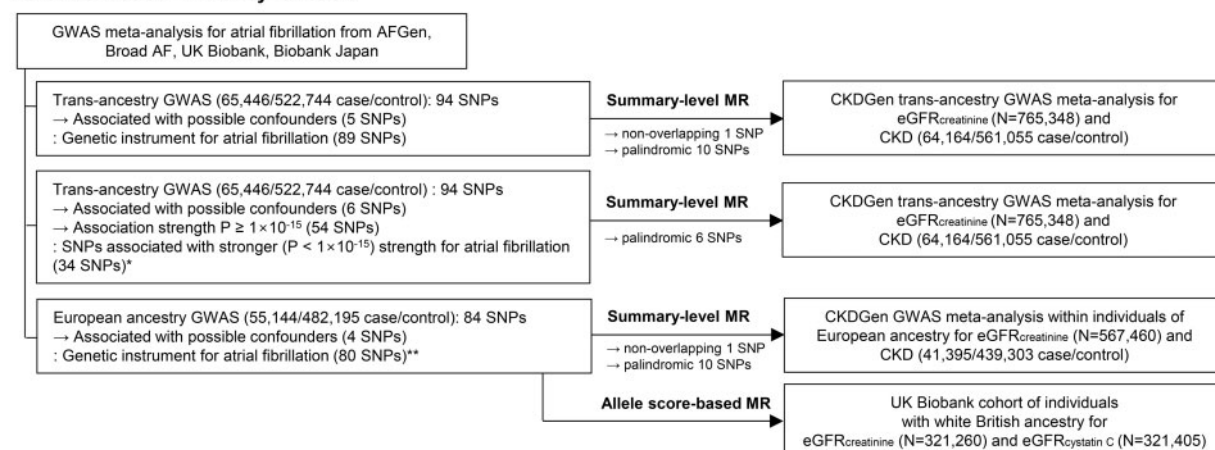 GWAS meta-analysis for atrial fibrillation from AFGen,
Broad AF, UK Biobank, Biobank Japan
Trans-ancestry GWAS (65,446/522,744 case/control): 94 SNPs
→ Associated with possible confounders (5 SNPs)
: Genetic instrument for atrial fibrillation (89 SNPs)
Summary-level MR
→ non-overlapping 1 SNP
→ palindromic 10 SNPs
CKDGen trans-ancestry GWAS meta-analysis for
eGFRcreatinine (N=765,348) and
CKD (64,164/561,055 case/control)
Trans-ancestry GWAS (65,446/522,744 case/control) : 94 SNPs
→ Associated with possible confounders (6 SNPs)
→ Association strength P ≥ 1×10⁻¹⁵ (54 SNPs)
: SNPs associated with stronger (P < 1×10⁻¹⁵) strength for atrial fibrillation
(34 SNPs)*
Summary-level MR
→ palindromic 6 SNPs
CKDGen trans-ancestry GWAS meta-analysis for
eGFRcreatinine (N=765,348) and
CKD (64,164/561,055 case/control)
European ancestry GWAS (55,144/482,195 case/control): 84 SNPs
→ Associated with possible confounders (4 SNPs)
: Genetic instrument for atrial fibrillation (80 SNPs)**
Summary-level MR
→ non-overlapping 1 SNP
→ palindromic 10 SNPs
CKDGen GWAS meta-analysis within individuals of
European ancestry for eGFRcreatinine (N=567,460) and
CKD (41,395/439,303 case/control)
Allele score-based MR
UK Biobank cohort of individuals
with white British ancestry for
eGFRcreatinine (N=321,260) and eGFRcystatin C (N=321,405)